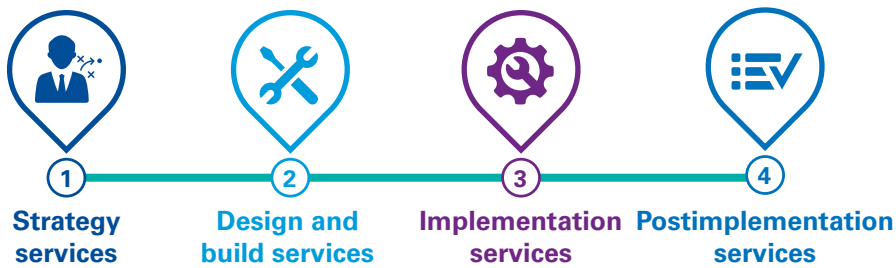 1
2
3
4
Strategy
services
Design and
build services
Implementation
services
Postimplementation
services